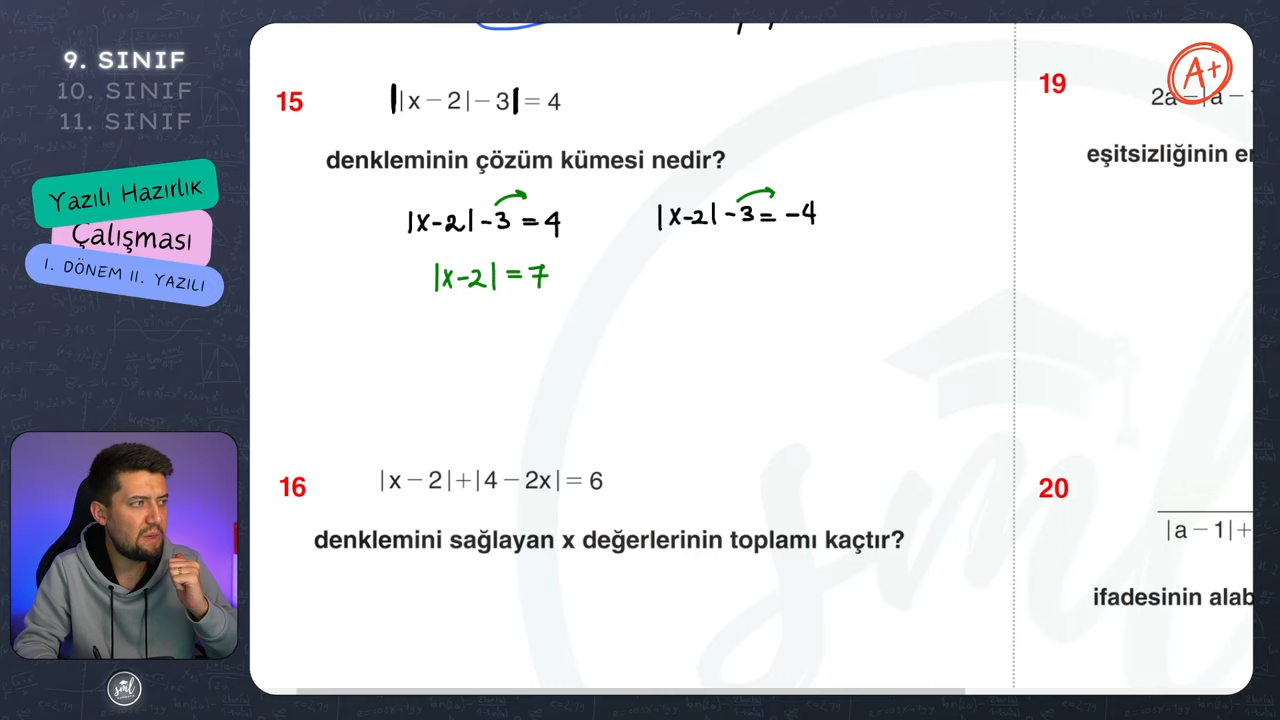 9. SINIF
10. SINIF
11. SINIF
Yazılı Hazırlık
Çalışması
I. DÖNEM II. YAZILI
15
||x − 2| − 3| = 4
denkleminin çözüm kümesi nedir?
|x-2| -3 = 4
|x-2| -3 = -4
|x-2| = 7
16
|x − 2| + |4 − 2x| = 6
denklemini sağlayan x değerlerinin toplamı kaçtır?
19
A+
2a − |a −
eşitsizliğinin
20
|a − 1| +
ifadesinin
sml